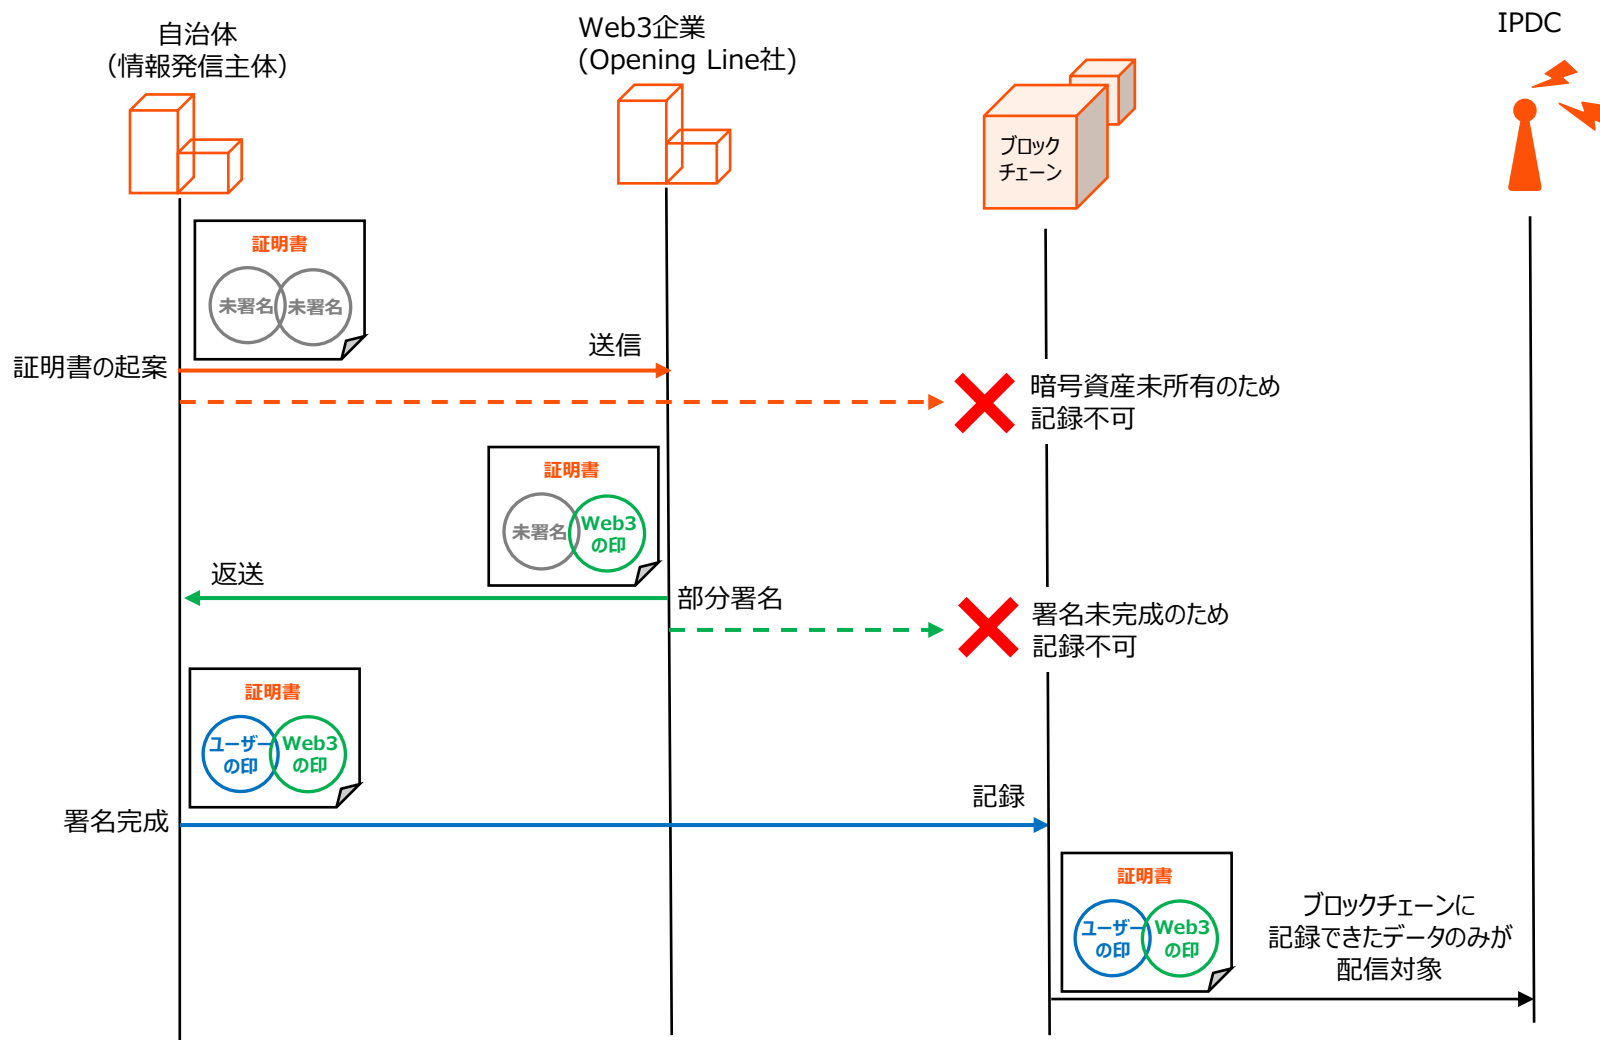 自治体
（情報発信主体）
Web3企業
(Opening Line社)
IPDC
ブロック
チェーン
証明書
未署名
未署名
送信
証明書の起案
暗号資産未所有のため
記録不可
証明書
未署名
Web3
の印
返送
部分署名
署名未完成のため
記録不可
証明書
ユーザー
の印
Web3
の印
署名完成
記録
証明書
ユーザー
の印
Web3
の印
ブロックチェーンに
記録できたデータのみが
配信対象